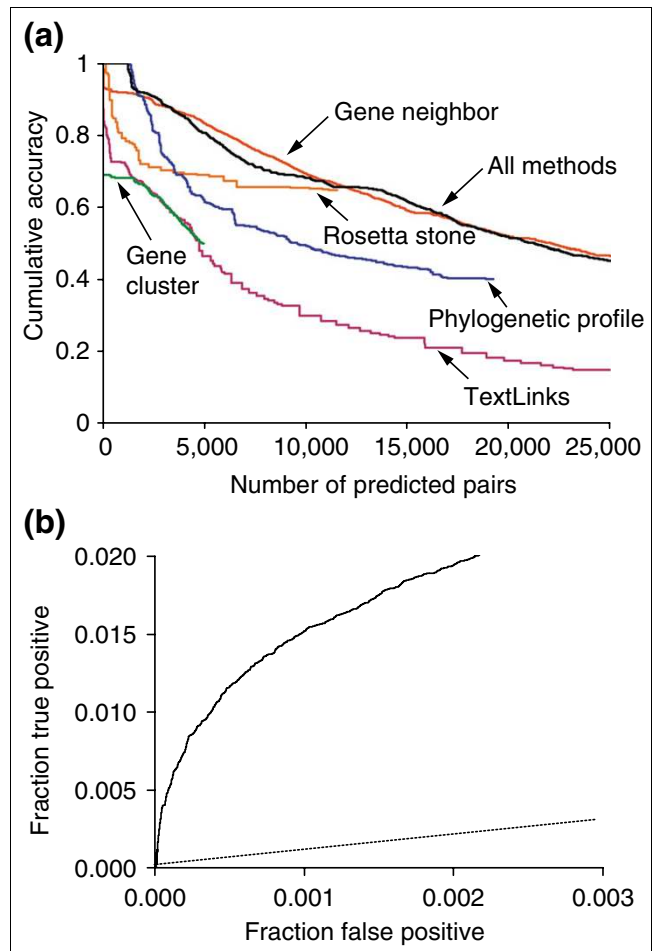 (a)
1
0.8
0.6
0.4
0.2
0
Cumulative accuracy
Gene neighbor
All methods
Rosetta stone
Gene
cluster
Phylogenetic profile
TextLinks
0
5,000
10,000
15,000
20,000
25,000
Number of predicted pairs
(b)
0.020
0.015
0.010
0.005
0.000
Fraction true positive
0.000
0.001
0.002
0.003
Fraction false positive